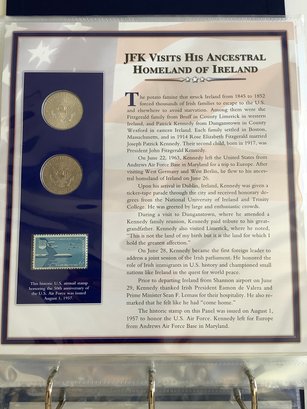 JFK Visits His Ancestral
Homeland of Ireland
The potato famine that struck Ireland from 1845 to 1852
forced thousands of Irish families to escape to the U.S.
and elsewhere to avoid starvation. Among them were the
Fitzgerald family from Bruff in County Limerick in western
Ireland, and Patrick Kennedy from Dunganstown in County
Wexford in eastern Ireland. Each family settled in Boston,
Massachusetts, and in 1914 Rose Elizabeth Fitzgerald married
Joseph Patrick Kennedy. Their second child, born in 1917, was
President John Fitzgerald Kennedy.
On June 22, 1963, Kennedy left the United States from
Andrews Air Force Base in Maryland for a trip to Europe. After
visiting West Germany and West Berlin, he flew to his ancestral
homeland of Ireland on June 26.
Upon his arrival in Dublin, Ireland, Kennedy was given a
ticker-tape parade through the city and received honorary degrees
from the National University of Ireland and Trinity
College. He was greeted by large and enthusiastic crowds.
During a visit to Dunganstown, where he attended a
Kennedy family reunion, Kennedy paid tribute to his great-
grandfather. Kennedy also visited Limerick, where he noted,
"This is not the land of my birth but it is the land for which I
hold the greatest affection."
On June 28, Kennedy became the first foreign leader to
address a joint session of the Irish parliament. He honored the
role of Irish immigrants in U.S. history and championed small
nations like Ireland in the quest for world peace.
Prior to departing Ireland from Shannon airport on June
29, Kennedy thanked Irish President Eamon de Valera and
Prime Minister Sean F. Lemass for their hospitality. He also
remarked that he felt like he had "come home."
The historic stamp on this Panel was issued on August
1, 1957 to honor the U.S. Air Force. Kennedy left for Europe
from Andrews Air Force Base in Maryland.
This historic U.S. airmail stamp
honoring the 50th anniversary of
the U.S. Air Force was issued
August 1, 1957